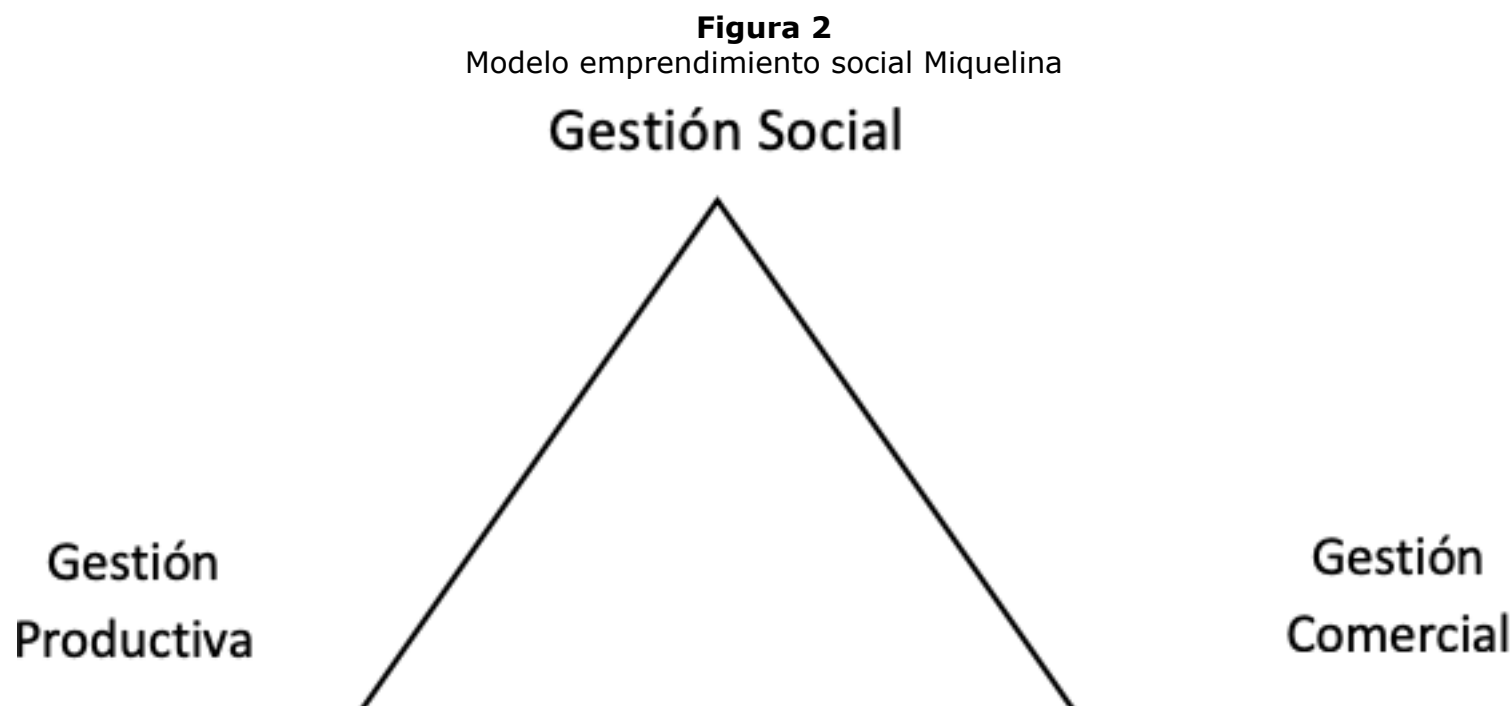 Figura 2
Modelo emprendimiento social Miquelina
Gestión Social
Gestión
Productiva
Gestión
Comercial